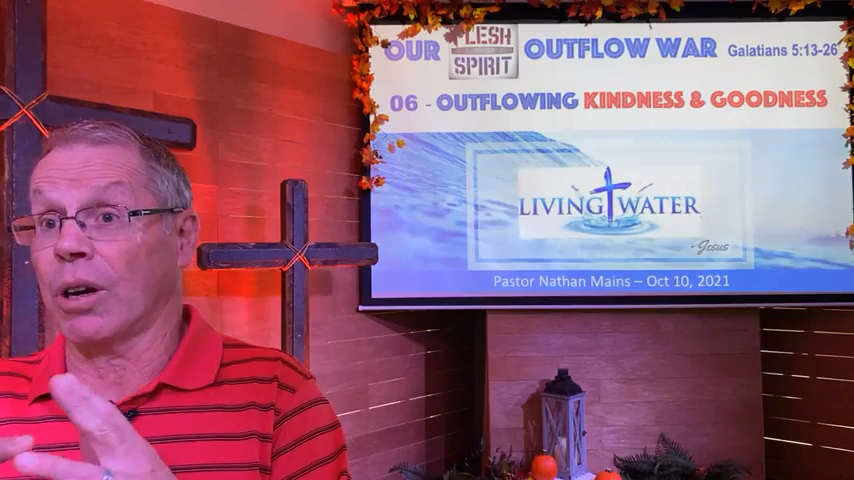 OUR FLESH SPIRIT OUTFLOW WAR Galatians 5:13-26
06 - OUTFLOWING KINDNESS & GOODNESS
LIVING WATER
- Jesus
Pastor Nathan Mains – Oct 10, 2021